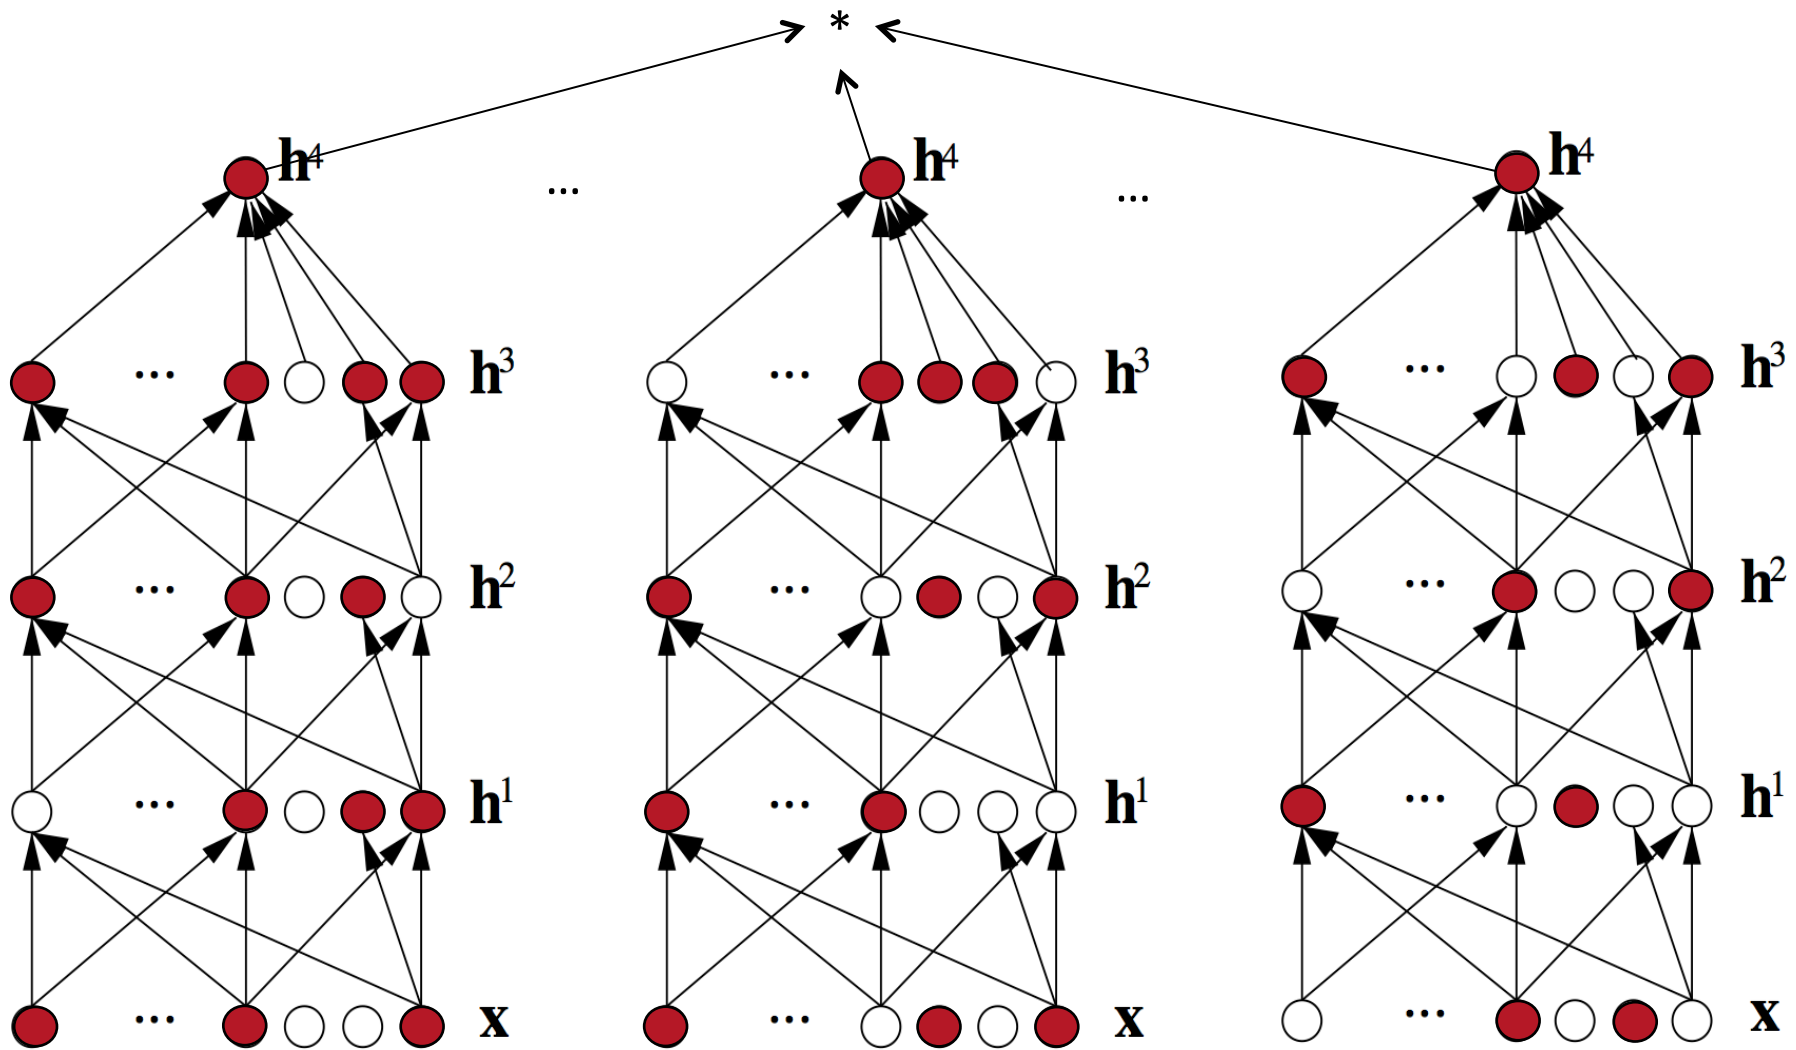 *
h⁴ ... h⁴ ... h⁴
... h³ ... h³ ... h³
... h² ... h² ... h²
... h¹ ... h¹ ... h¹
... x ... x ... x